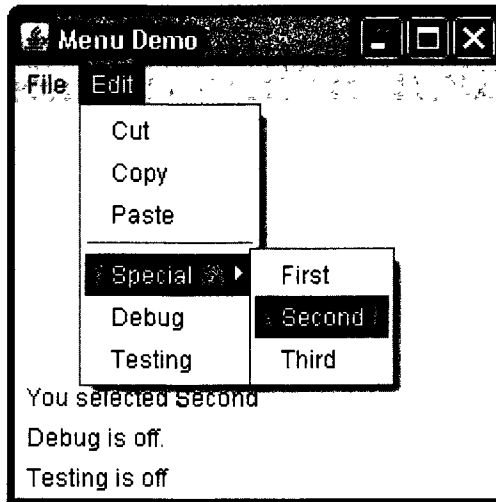 Menu Demo
File Edit
Cut
Copy
Paste
Special
First
Debug
Second
Testing
Third
You selected Second
Debug is off.
Testing is off